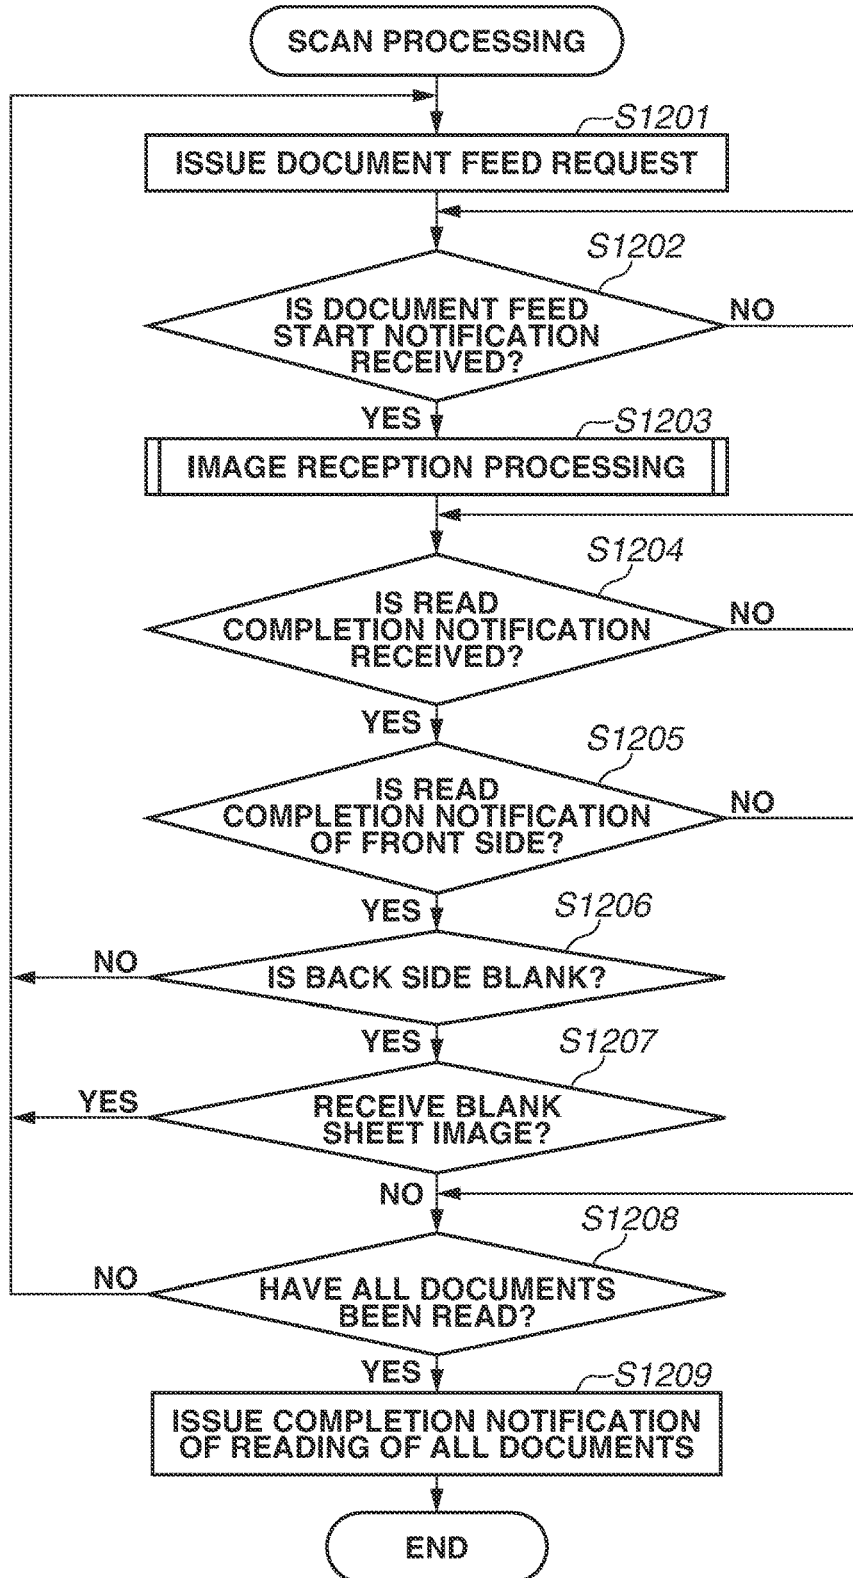 SCAN PROCESSING
S1201
ISSUE DOCUMENT FEED REQUEST
S1202
IS DOCUMENT FEED
START NOTIFICATION
RECEIVED?
NO
YES
S1203
IMAGE RECEPTION PROCESSING
S1204
IS READ
COMPLETION NOTIFICATION
RECEIVED?
NO
YES
S1205
IS READ
COMPLETION NOTIFICATION
OF FRONT SIDE?
NO
YES
S1206
NO
IS BACK SIDE BLANK?
YES
S1207
YES
RECEIVE BLANK
SHEET IMAGE?
NO
S1208
NO
HAVE ALL DOCUMENTS
BEEN READ?
YES
S1209
ISSUE COMPLETION NOTIFICATION
OF READING OF ALL DOCUMENTS
END